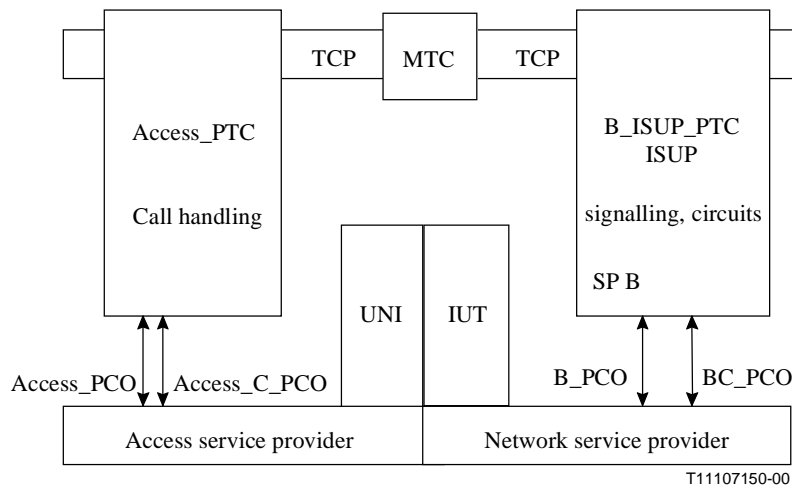 TCP
MTC
TCP
Access_PTC
Call handling
B_ISUP_PTC
ISUP
signalling, circuits
SP B
UNI
IUT
Access_PCO
Access_C_PCO
B_PCO
BC_PCO
Access service provider
Network service provider
T11107150-00